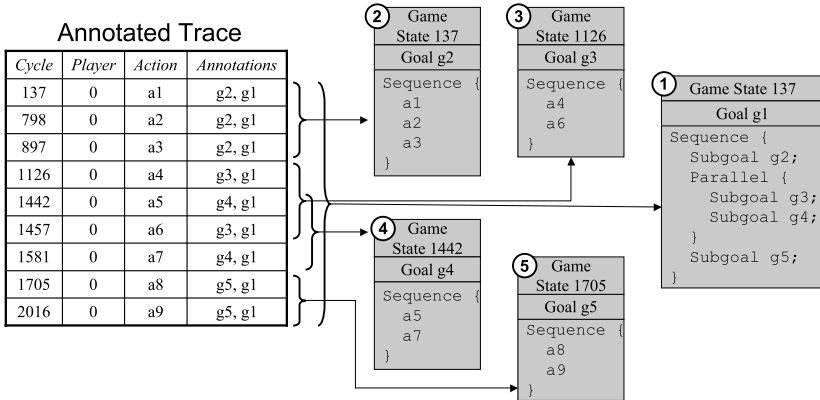 Annotated Trace
Cycle Player Action Annotations
137 0 a1 g2, g1
798 0 a2 g2, g1
897 0 a3 g2, g1
1126 0 a4 g3, g1
1442 0 a5 g4, g1
1457 0 a6 g3, g1
1581 0 a7 g4, g1
1705 0 a8 g5, g1
2016 0 a9 g5, g1
2 Game
State 137
Goal g2
Sequence {
a1
a2
a3
}
3 Game
State 1126
Goal g3
Sequence {
a4
a6
}
1 Game State 137
Goal g1
Sequence {
Subgoal g2;
Parallel {
Subgoal g3;
Subgoal g4;
}
Subgoal g5;
}
4 Game
State 1442
Goal g4
Sequence {
a5
a7
}
5 Game
State 1705
Goal g5
Sequence {
a8
a9
}